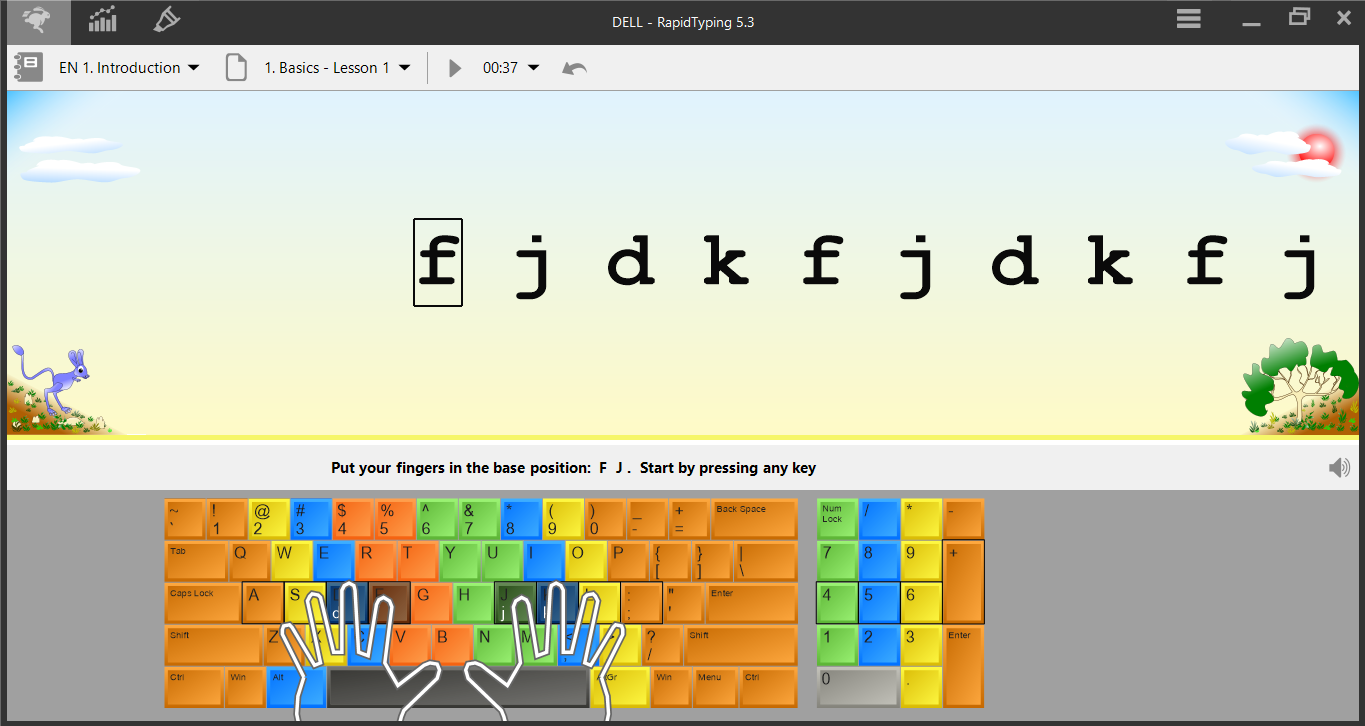 DELL - RapidTyping 5.3
EN 1. Introduction 1. Basics - Lesson 1 00:37
f j d k f j d k f j
Put your fingers in the base position: F J . Start by pressing any key
~ ! @ # $ % ^ & * ( ) _ + Back Space
` 1 2 3 4 5 6 7 8 9 0 - =
Tab Q W E R T Y U I O P { } |
[ ] \
Caps Lock A S d G H J j : ; " ' Enter
Shift Z X C V B N M < , > ? / Shift
Ctrl Win Alt AltGr Win Menu Ctrl
Num Lock / * -
7 8 9 +
4 5 6
1 2 3 Enter
0 .